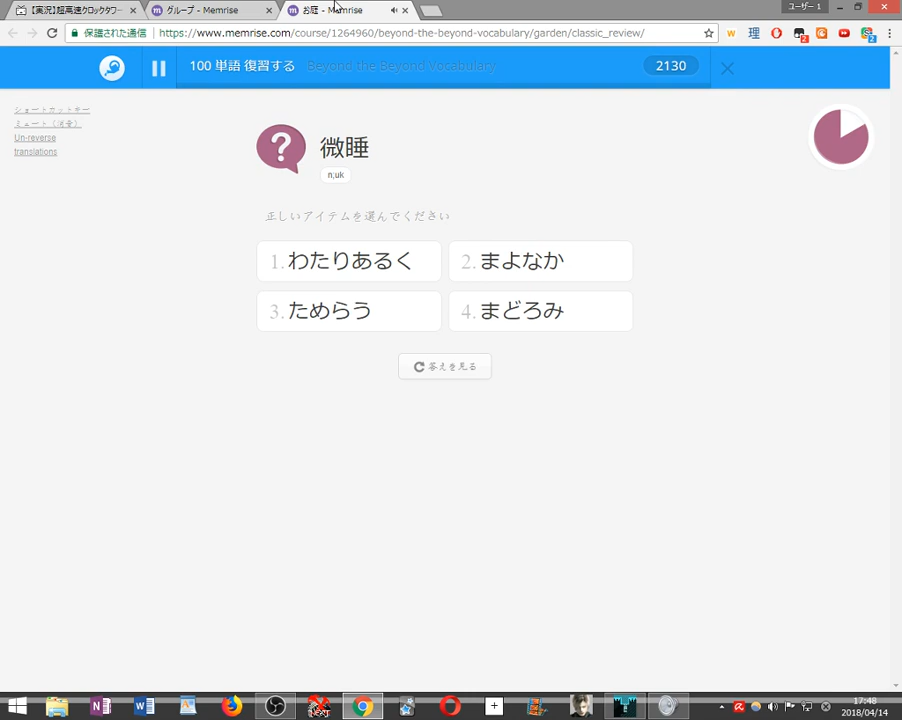 【実況】超高速クロックタワー
グループ - Memrise
お庭 - Memrise
ユーザー 1
保護された通信
https://www.memrise.com/course/1264960/beyond-the-beyond-vocabulary/garden/classic_review/
100 単語 復習する
Beyond the Beyond Vocabulary
2130
ショートカットキー
ミュート（消音）
Un-reverse
translations
微睡
n;uk
正しいアイテムを選んでください
1. わたりあるく
2. まよなか
3. ためらう
4. まどろみ
答えを見る
17:48
2018/04/14